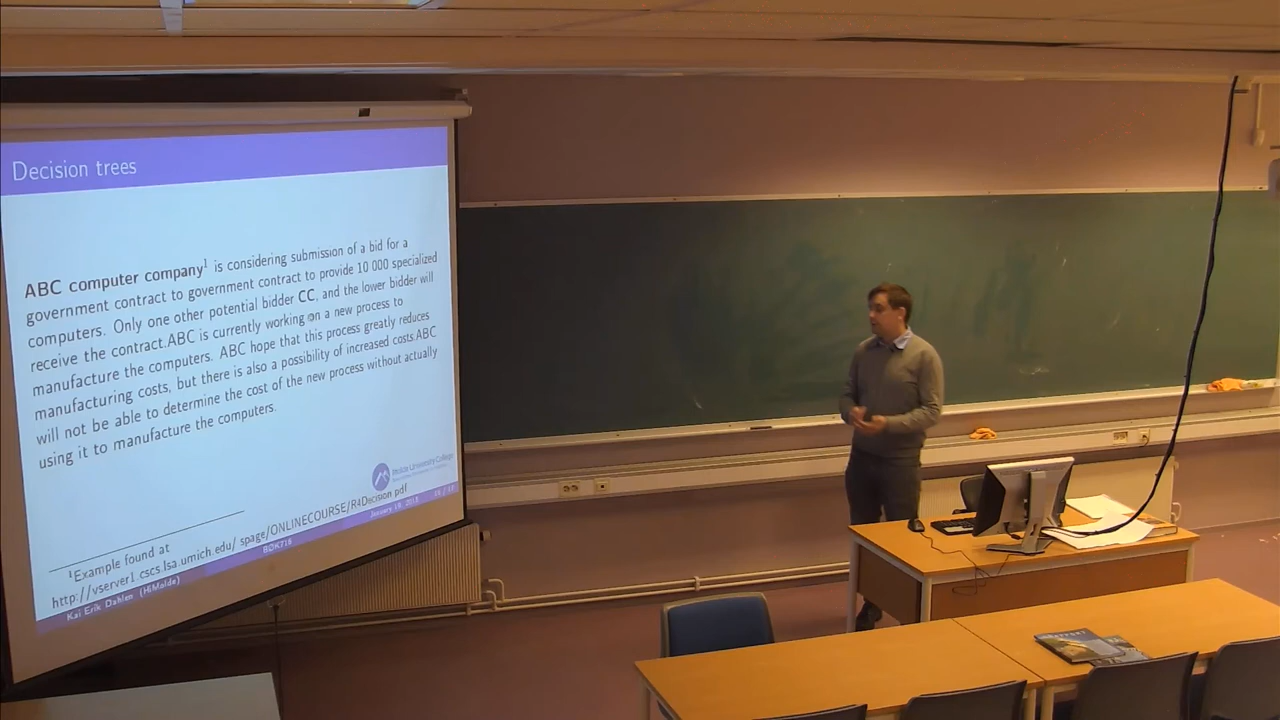 Decision trees
ABC computer company¹ is considering submission of a bid for a
government contract to government contract to provide 10 000 specialized
computers. Only one other potential bidder CC, and the lower bidder will
receive the contract.ABC is currently working on a new process to
manufacture the computers. ABC hope that this process greatly reduces
manufacturing costs, but there is also a possibility of increased costs.ABC
will not be able to determine the cost of the new process without actually
using it to manufacture the computers.
Molde University College
¹Example found at
http://vserver1.cscs.lsa.umich.edu/ spage/ONLINECOURSE/R4Decision.pdf
Kai Erik Dahlen (HiMolde) BØK718 January